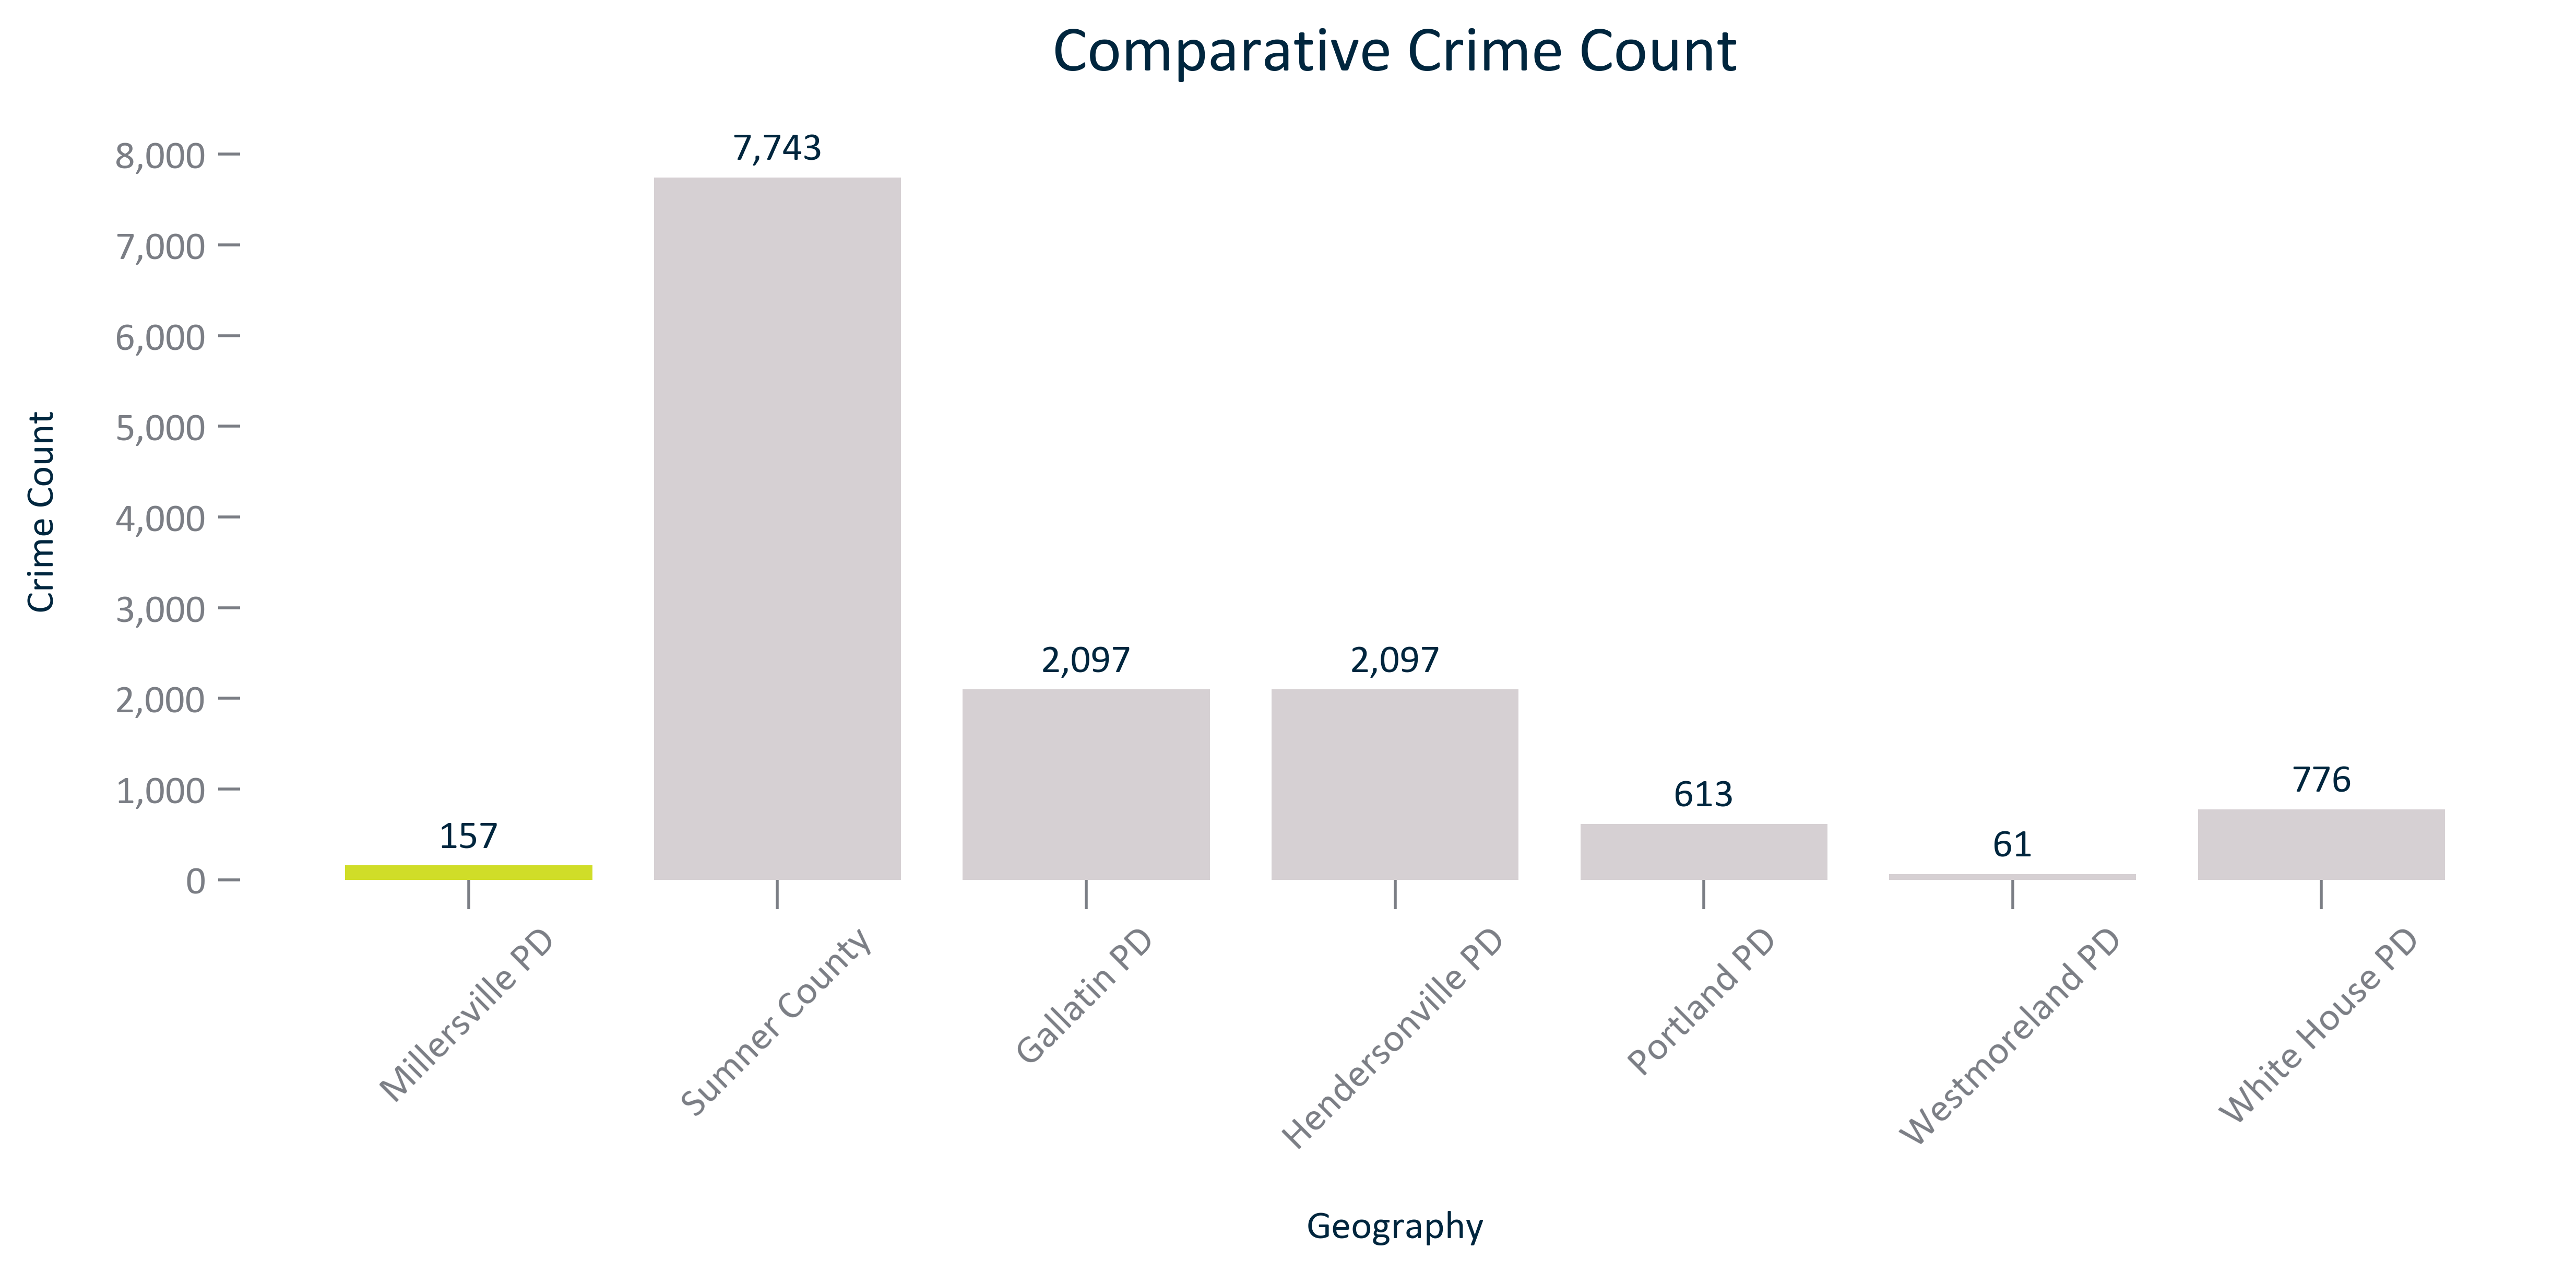 Comparative Crime Count
Crime Count
8,000
7,000
6,000
5,000
4,000
3,000
2,000
1,000
0
157
7,743
2,097
2,097
613
61
776
Millersville PD
Sumner County
Gallatin PD
Hendersonville PD
Portland PD
Westmoreland PD
White House PD
Geography